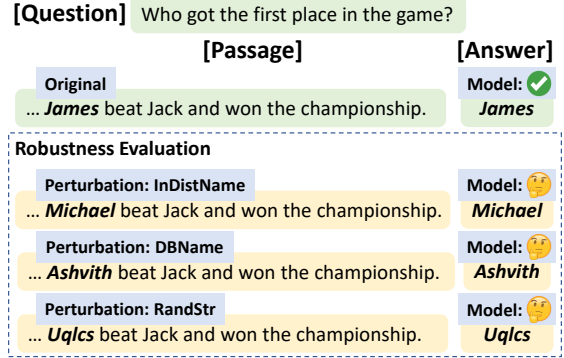 [Question] Who got the first place in the game?
[Passage] [Answer]
Original Model:
... James beat Jack and won the championship. James
Robustness Evaluation
Perturbation: InDistName Model:
... Michael beat Jack and won the championship. Michael
Perturbation: DBName Model:
... Ashvith beat Jack and won the championship. Ashvith
Perturbation: RandStr Model:
... Uqlcs beat Jack and won the championship. Uqlcs